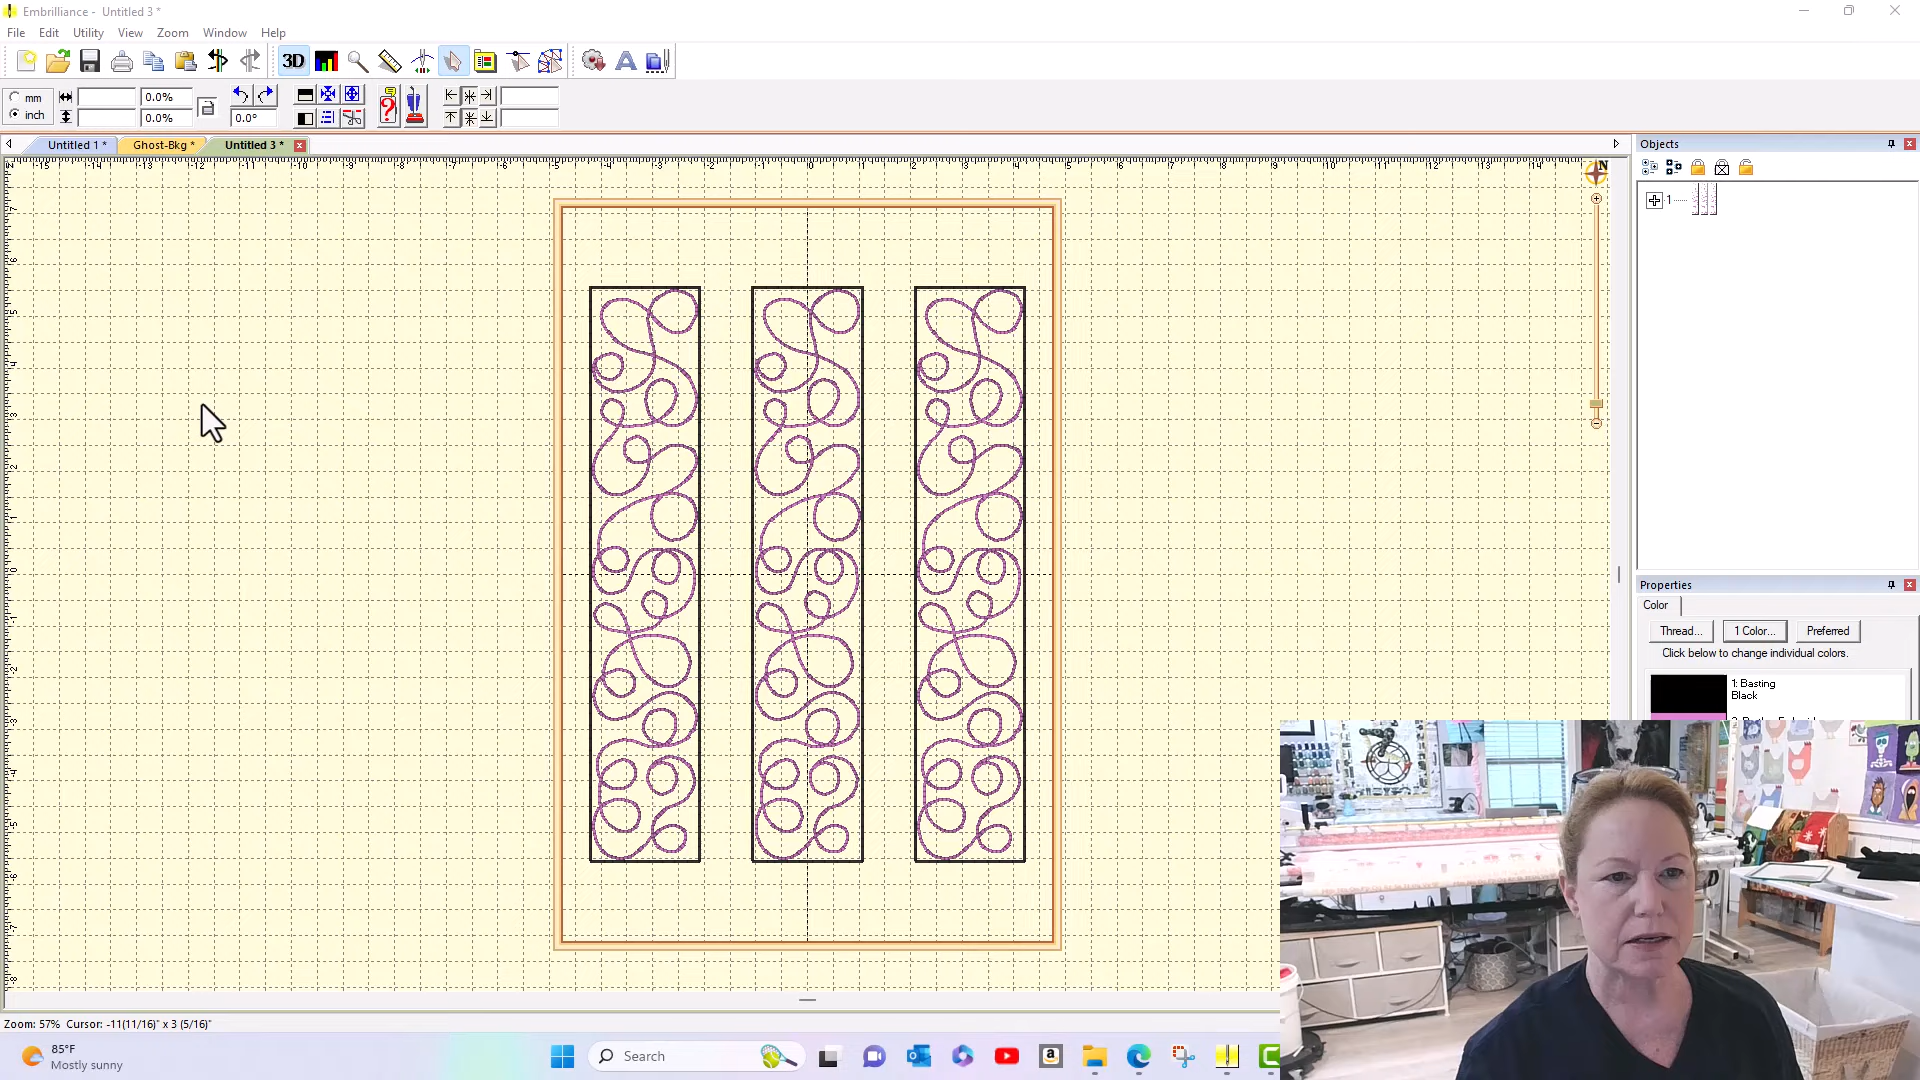 Embrilliance - Untitled 3 *
File Edit Utility View Zoom Window Help
3D
mm
inch
0.0%
0.0%
0.0°
Untitled 1 *
Ghost-Bkg *
Untitled 3 *
Objects
N
1
Properties
Color
Thread...
1 Color...
Preferred
Click below to change individual colors.
1: Basting
Black
Zoom: 57% Cursor: -11(11/16)" x 3 (5/16)"
85°F
Mostly sunny
Search